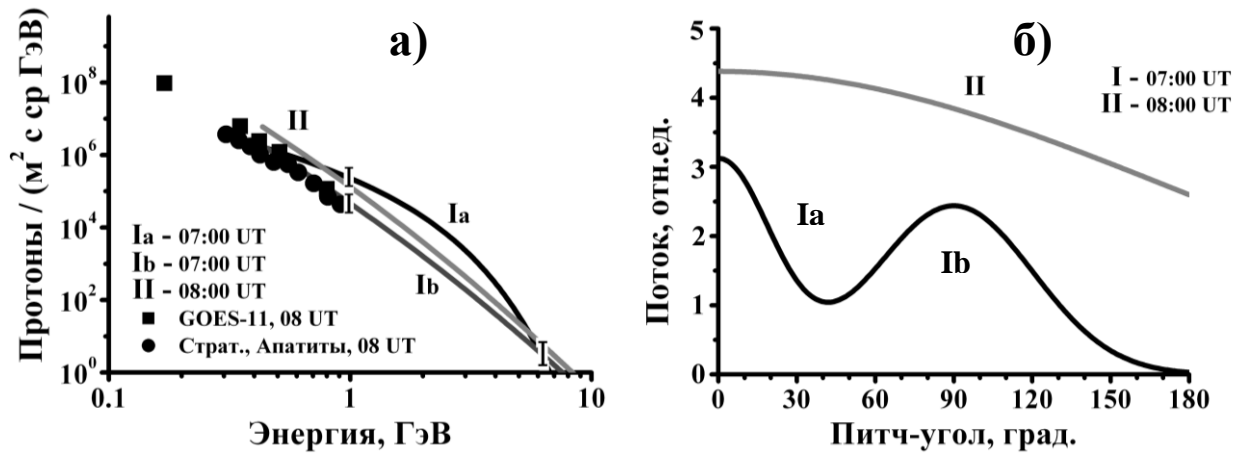 а)
Протоны / (м² с ср ГэВ)
10⁸
10⁶
10⁴
10²
10⁰
II
I
I
Ia
Ib
I
Ia - 07:00 UT
Ib - 07:00 UT
II - 08:00 UT
GOES-11, 08 UT
Страт., Апатиты, 08 UT
0.1
1
10
Энергия, ГэВ
б)
Поток, отн.ед.
5
4
3
2
1
0
II
I - 07:00 UT
II - 08:00 UT
Ia
Ib
0
30
60
90
120
150
180
Питч-угол, град.